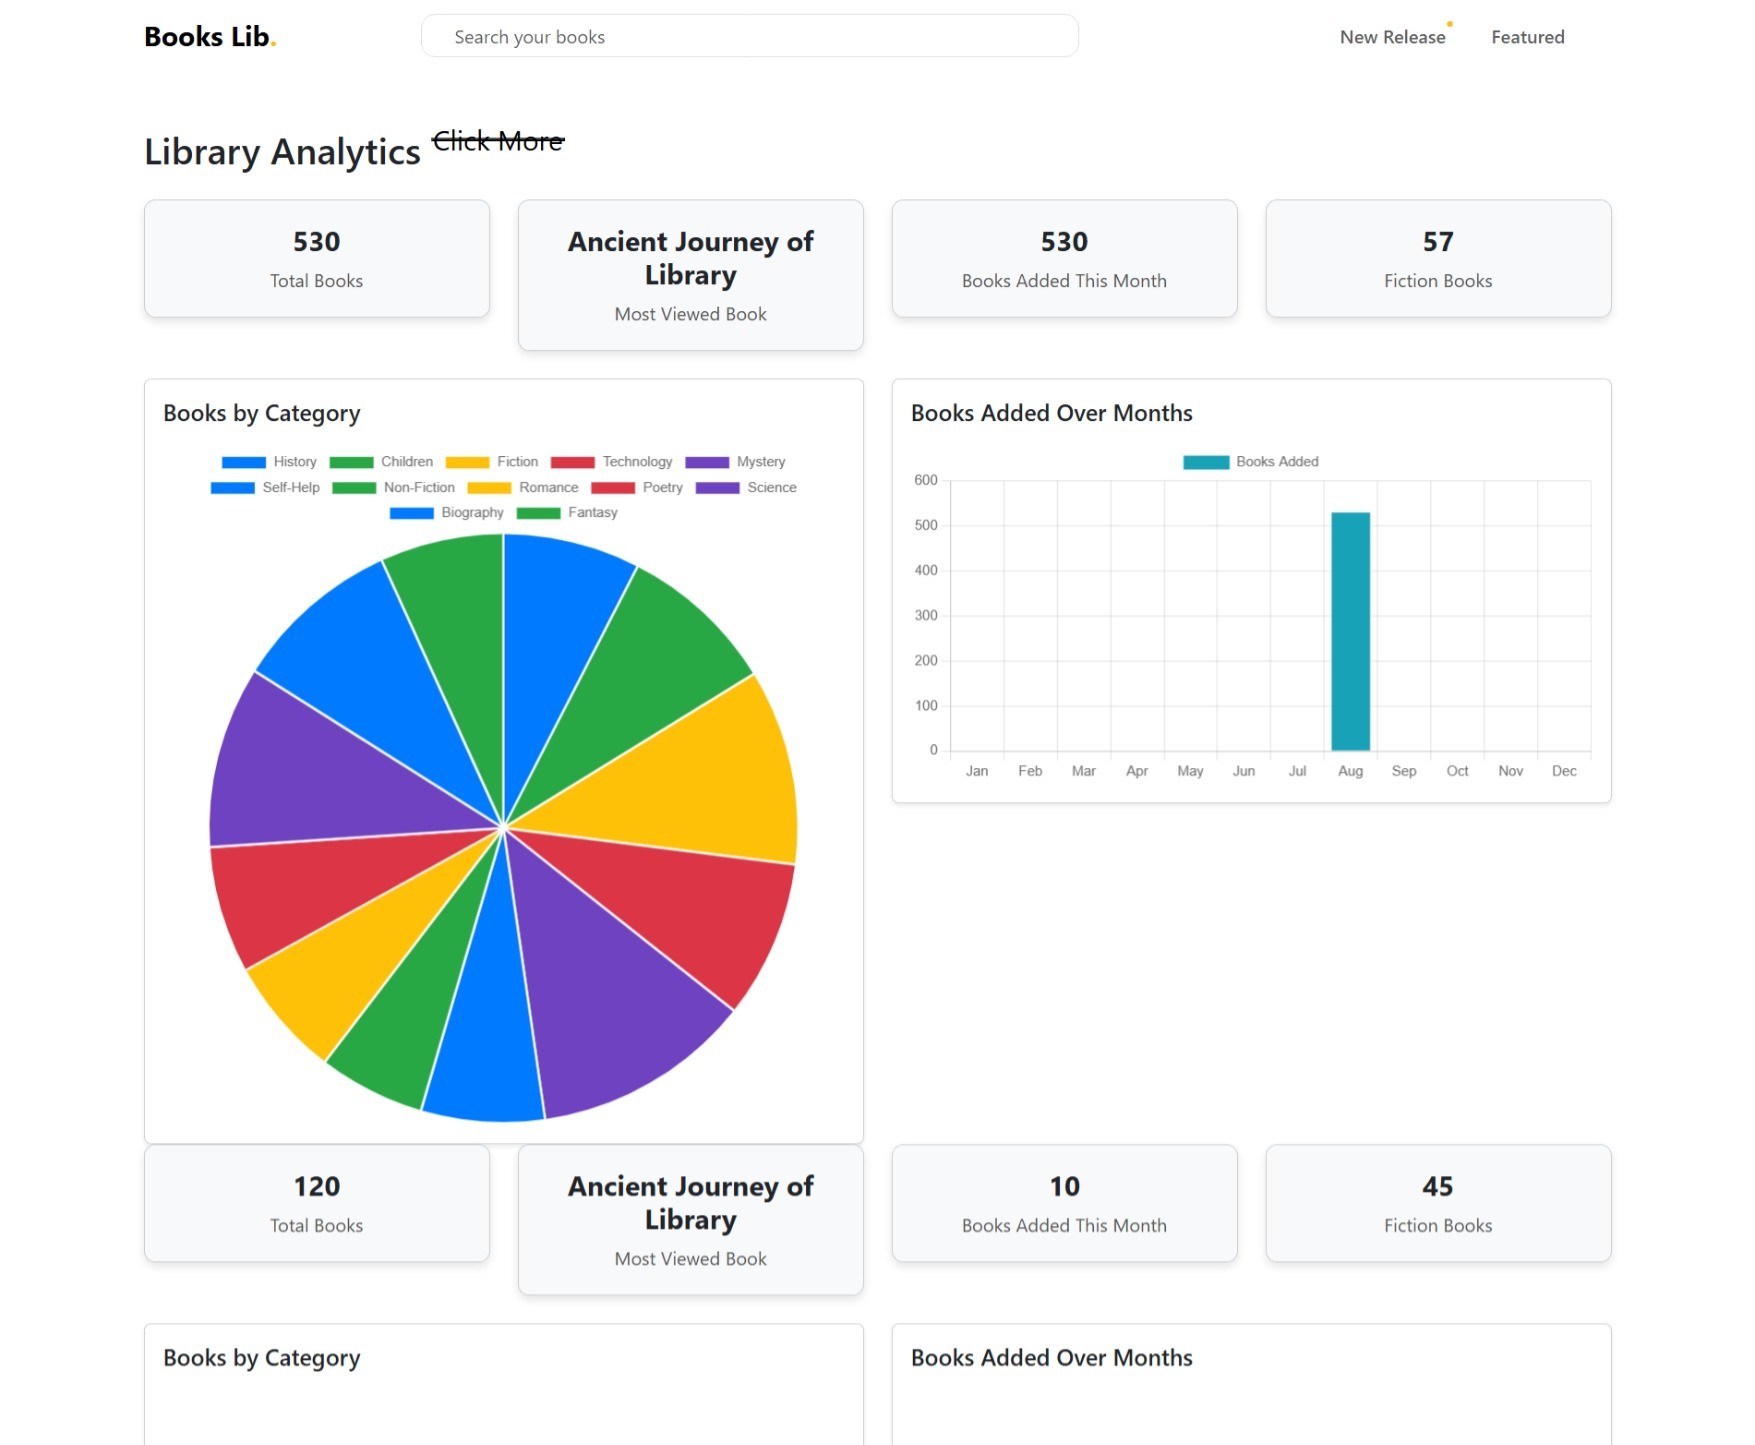 Books Lib.
Search your books
New Release
Featured
Library Analytics
Click More
530
Total Books
Ancient Journey of
Library
Most Viewed Book
530
Books Added This Month
57
Fiction Books
Books by Category
History Children Fiction Technology Mystery
Self-Help Non-Fiction Romance Poetry Science
Biography Fantasy
Books Added Over Months
Books Added
600
500
400
300
200
100
0
Jan Feb Mar Apr May Jun Jul Aug Sep Oct Nov Dec
120
Total Books
Ancient Journey of
Library
Most Viewed Book
10
Books Added This Month
45
Fiction Books
Books by Category
Books Added Over Months